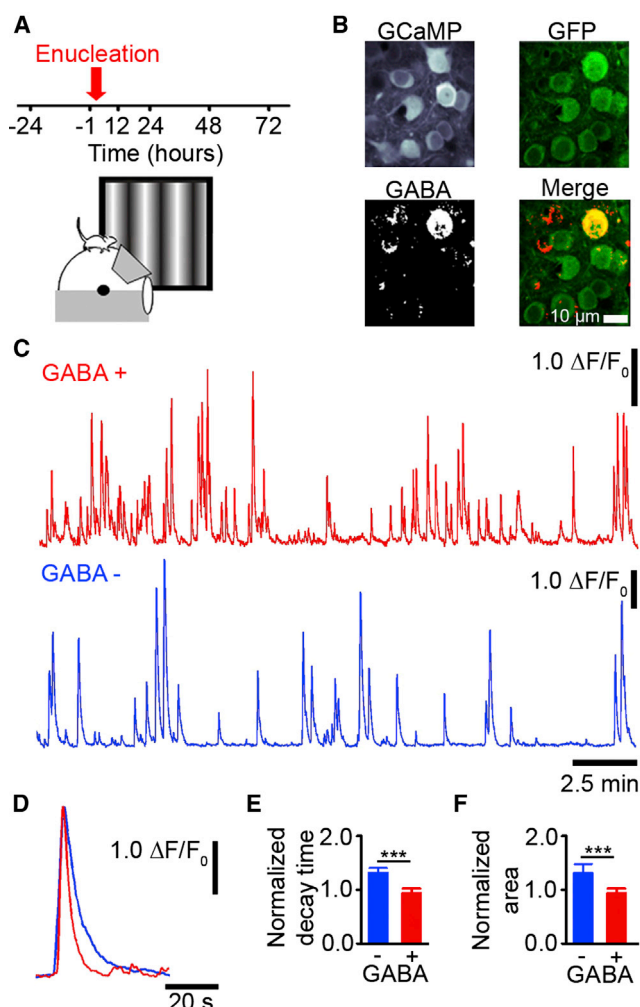 A
Enucleation
-24 -1 12 24 48 72
Time (hours)
B
GCaMP GFP
GABA Merge
10 µm
C
GABA + 1.0 ΔF/F0
GABA - 1.0 ΔF/F0
2.5 min
D
1.0 ΔF/F0
20 s
E
Normalized
decay time
2.0
1.0
0.0
***
- +
GABA
F
Normalized
area
2.0
1.0
0.0
***
- +
GABA